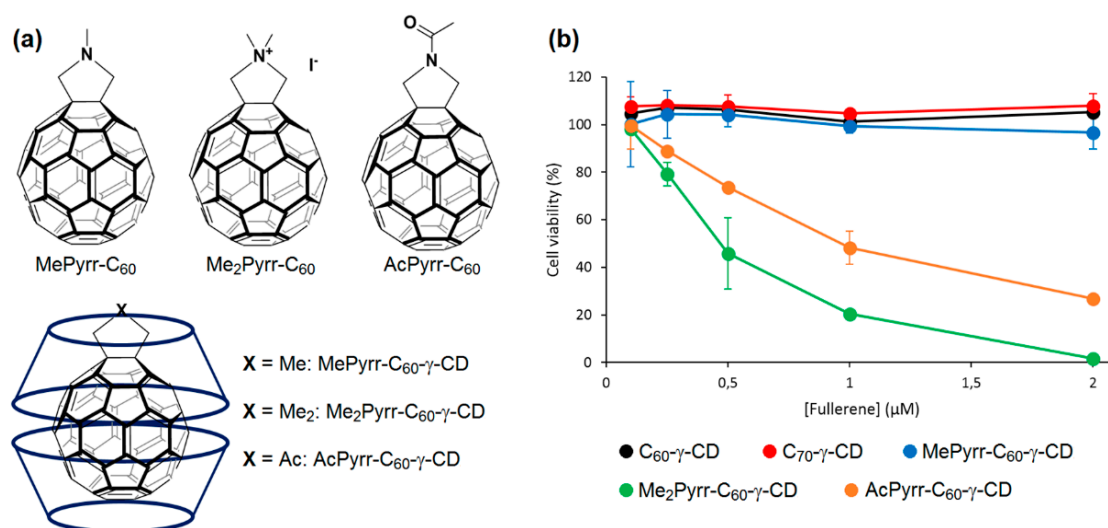 (a)
N
N⁺
I⁻
O
N
MePyrr-C₆₀
Me₂Pyrr-C₆₀
AcPyrr-C₆₀
X
X = Me: MePyrr-C₆₀-γ-CD
X = Me₂: Me₂Pyrr-C₆₀-γ-CD
X = Ac: AcPyrr-C₆₀-γ-CD
(b)
Cell viability (%)
120
100
80
60
40
20
0
0
0,5
1
1,5
2
[Fullerene] (μM)
C₆₀-γ-CD
C₇₀-γ-CD
MePyrr-C₆₀-γ-CD
Me₂Pyrr-C₆₀-γ-CD
AcPyrr-C₆₀-γ-CD